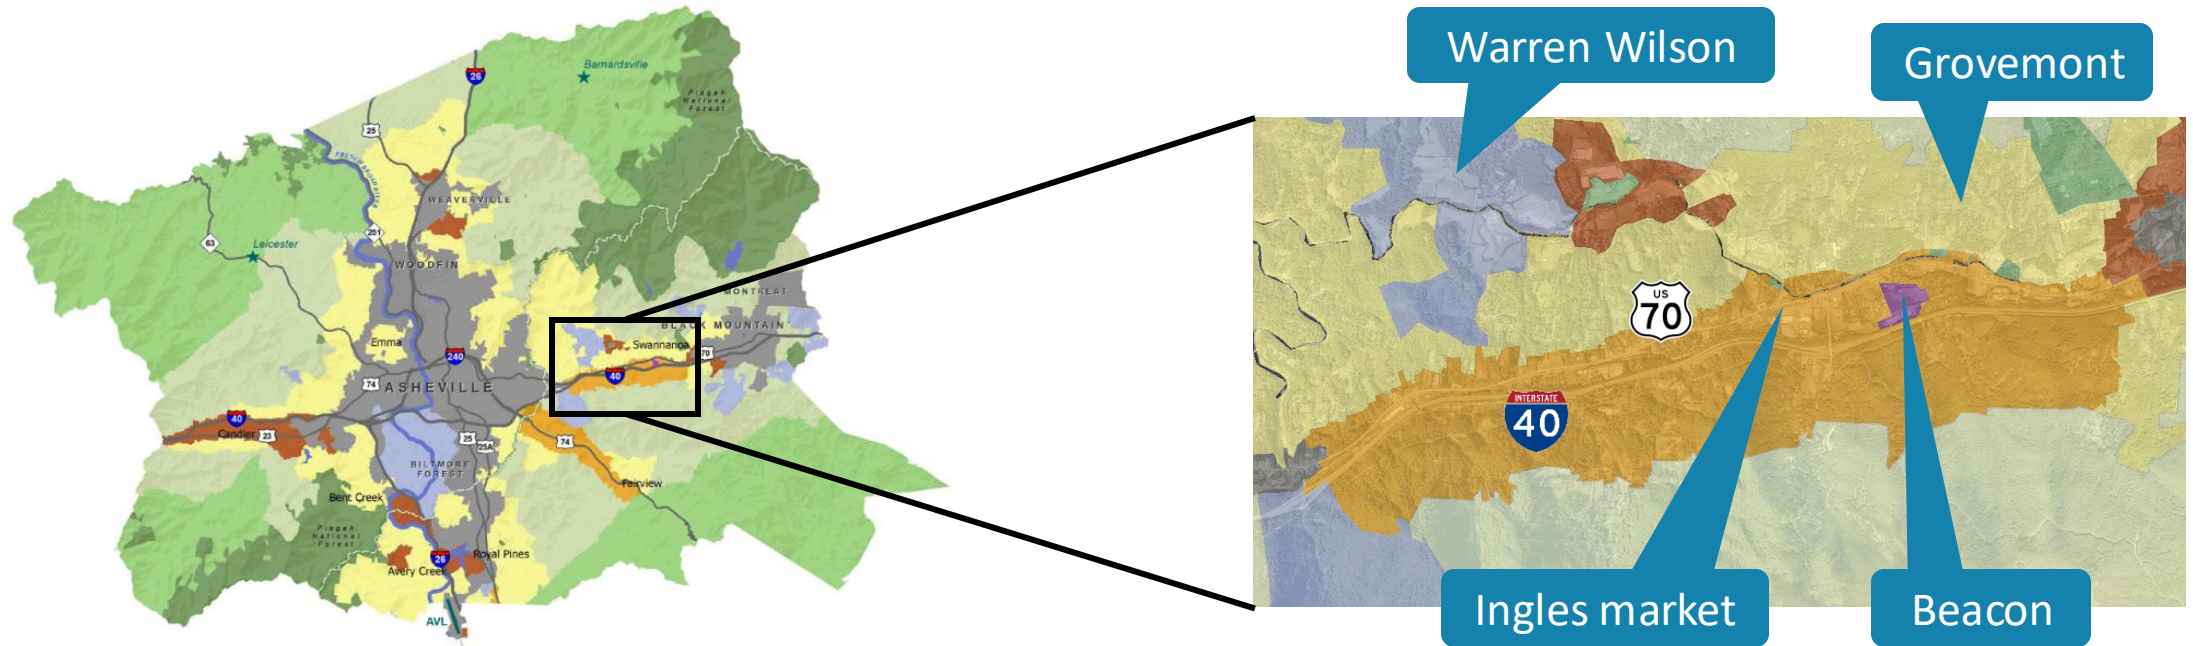 26
Barnardsville
Pisgah
National
Forest
25
FRENCH BROAD RIVER
WEAVERVILLE
251
63
Leicester
WOODFIN
MONTREAT
BLACK MOUNTAIN
Swannanoa
70
Emma
240
40
74
ASHEVILLE
40
Candler
23
25
25A
74
BILTMORE
FOREST
Fairview
Bent Creek
Pisgah
National
Forest
26
Royal Pines
Avery Creek
AVL
Warren Wilson
Grovemont
US
70
INTERSTATE
40
Ingles market
Beacon